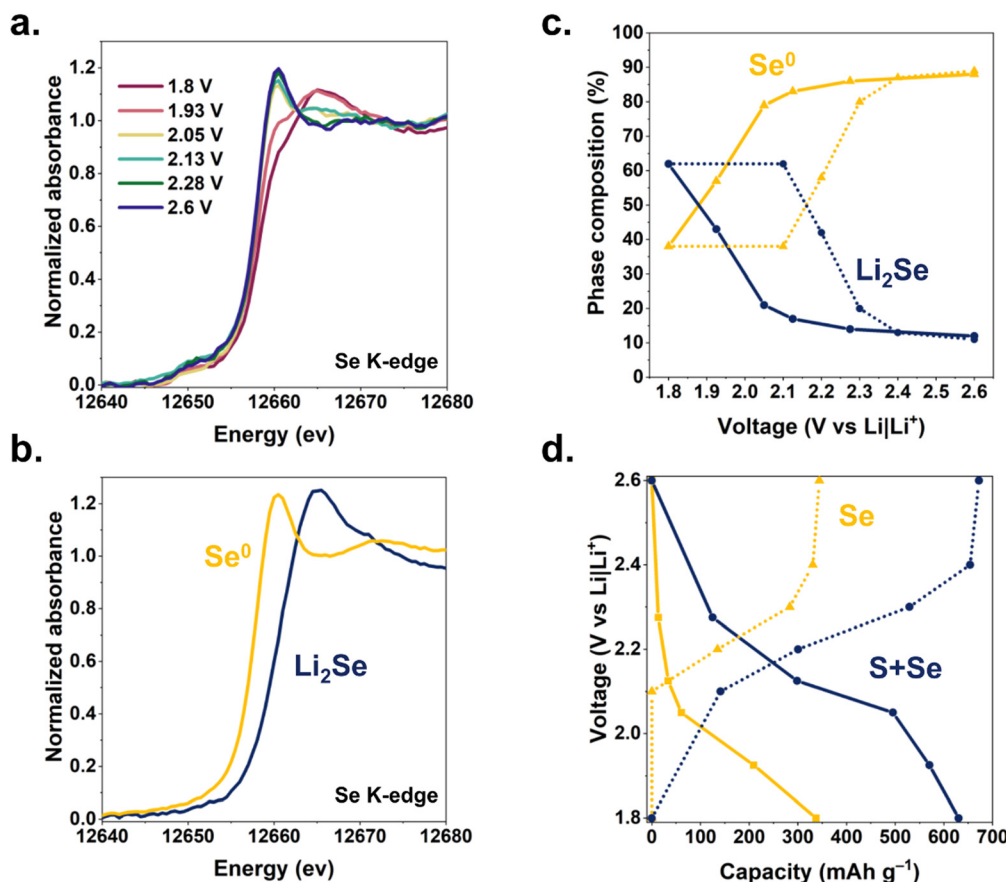 a.
1.2
1.0
0.8
0.6
0.4
0.2
0.0
Normalized absorbance
1.8 V
1.93 V
2.05 V
2.13 V
2.28 V
2.6 V
Se K-edge
12640 12650 12660 12670 12680
Energy (ev)
b.
1.2
1.0
0.8
0.6
0.4
0.2
0.0
Normalized absorbance
Se⁰
Li₂Se
Se K-edge
12640 12650 12660 12670 12680
Energy (ev)
c.
100
90
80
70
60
50
40
30
20
10
0
Phase composition (%)
Se⁰
Li₂Se
1.8 1.9 2.0 2.1 2.2 2.3 2.4 2.5 2.6
Voltage (V vs Li|Li⁺)
d.
2.6
2.4
2.2
2.0
1.8
Voltage (V vs Li|Li⁺)
Se
S+Se
0 100 200 300 400 500 600 700
Capacity (mAh g⁻¹)